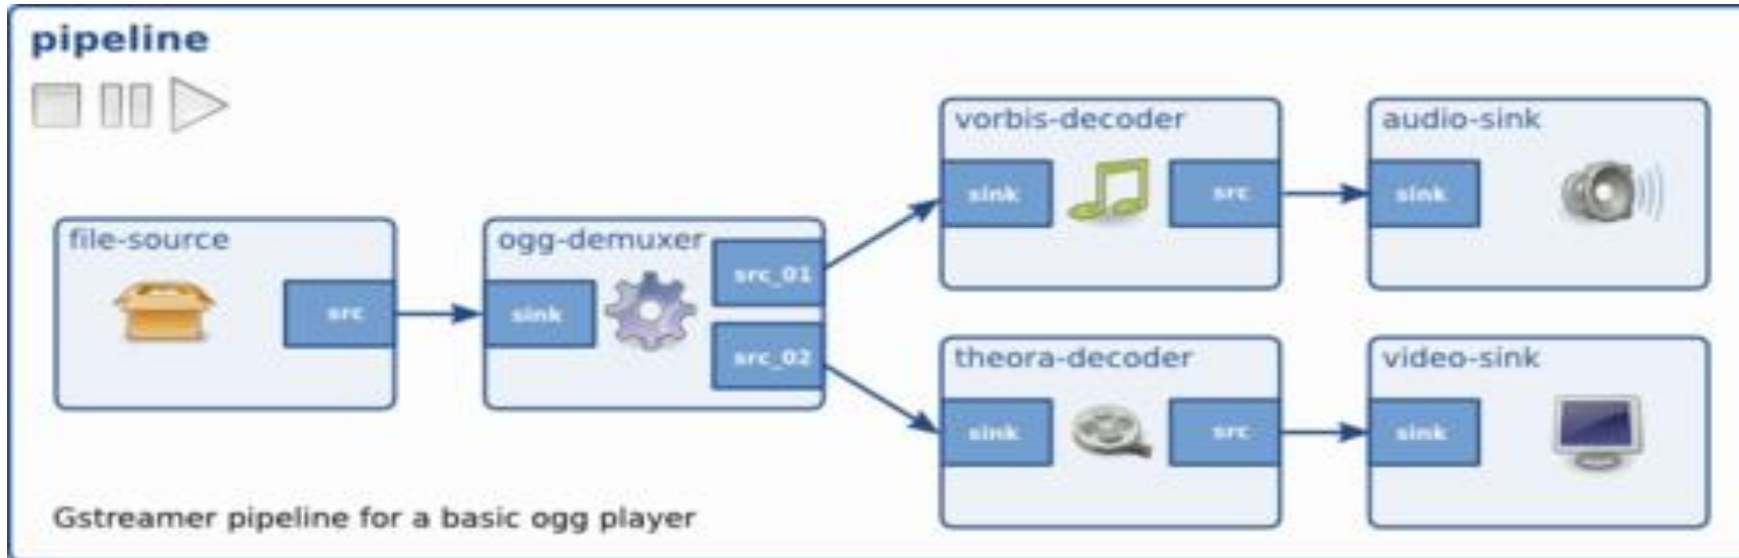 pipeline
file-source
src
ogg-demuxer
sink
src_01
src_02
vorbis-decoder
sink
src
audio-sink
sink
theora-decoder
sink
src
video-sink
sink
Gstreamer pipeline for a basic ogg player